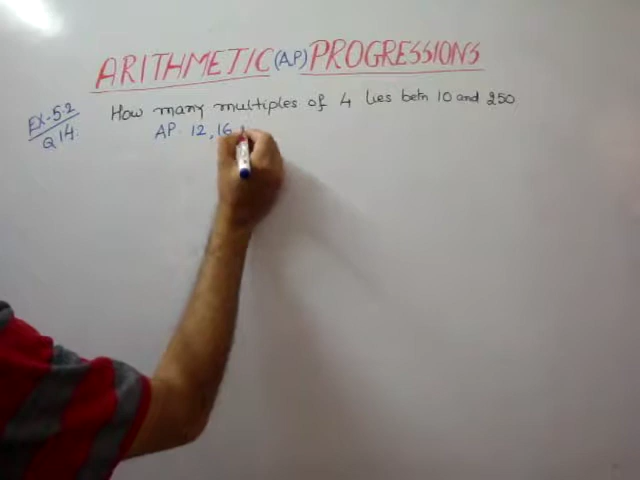 ARITHMETIC (A.P) PROGRESSIONS
EX-5.2
Q 14.
How many multiples of 4 lies betn 10 and 250.
AP. 12, 16,